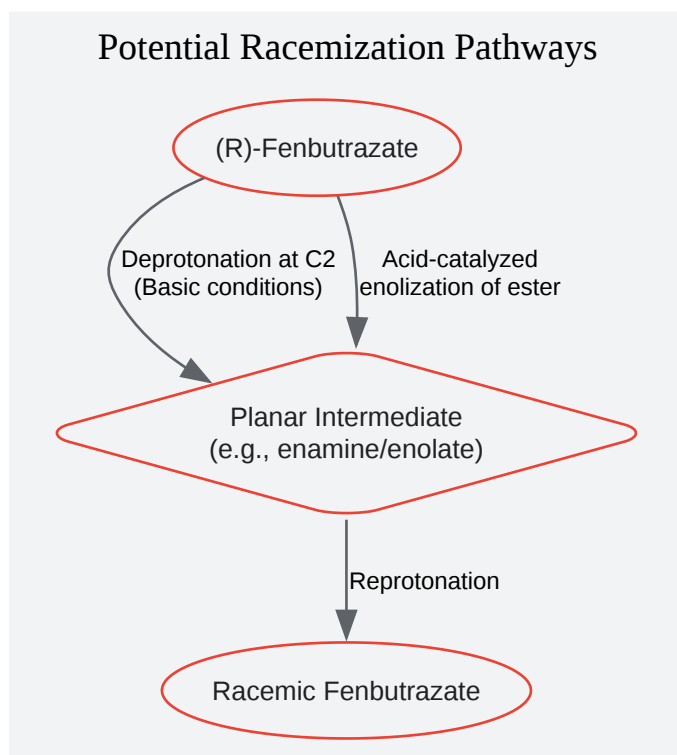 Potential Racemization Pathways
(R)-Fenbutrazate
Deprotonation at C2
(Basic conditions)
Acid-catalyzed
enolization of ester
Planar Intermediate
(e.g., enamine/enolate)
Reprotonation
Racemic Fenbutrazate